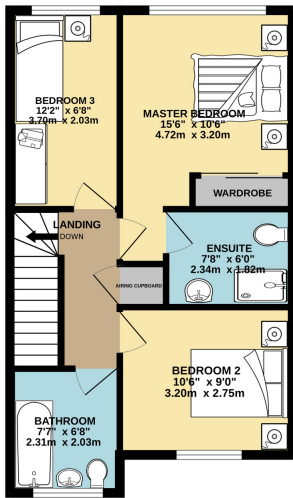 BEDROOM 3
12'2" x 6'8"
3.70m x 2.03m
MASTER BEDROOM
15'6" x 10'6"
4.72m x 3.20m
WARDROBE
LANDING
DOWN
ENSUITE
7'8" x 6'0"
2.34m x 1.82m
AIRING CUPBOARD
BEDROOM 2
10'6" x 9'0"
3.20m x 2.75m
BATHROOM
7'7" x 6'8"
2.31m x 2.03m